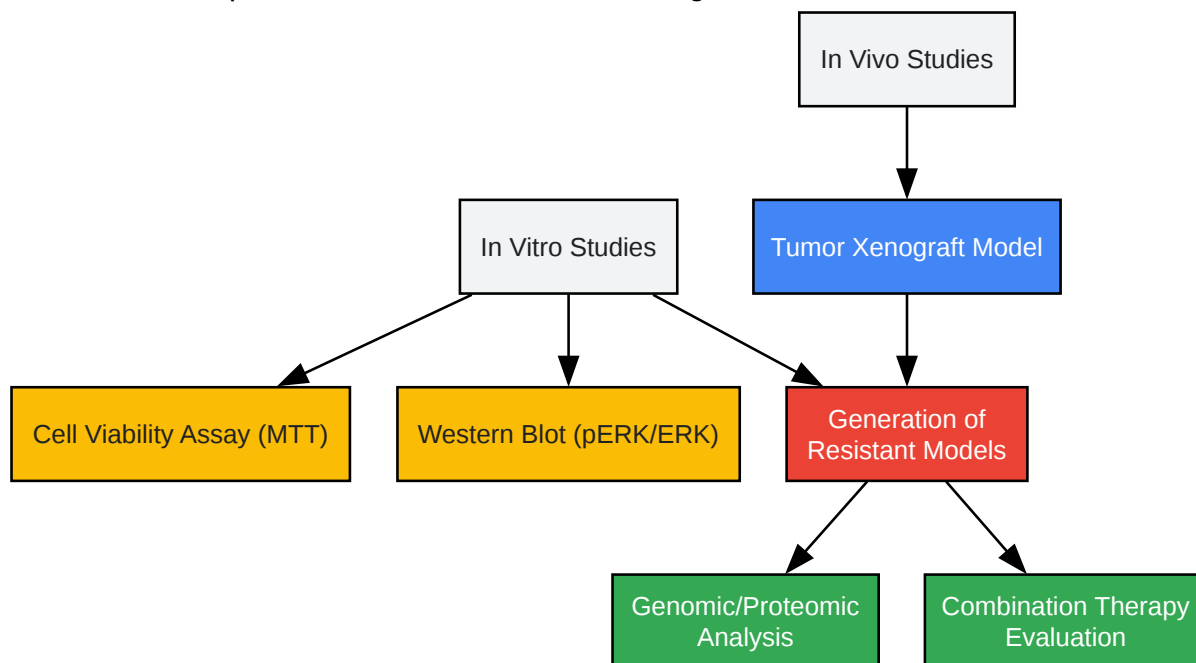 In Vivo Studies
In Vitro Studies
Tumor Xenograft Model
Cell Viability Assay (MTT)
Western Blot (pERK/ERK)
Generation of
Resistant Models
Genomic/Proteomic
Analysis
Combination Therapy
Evaluation